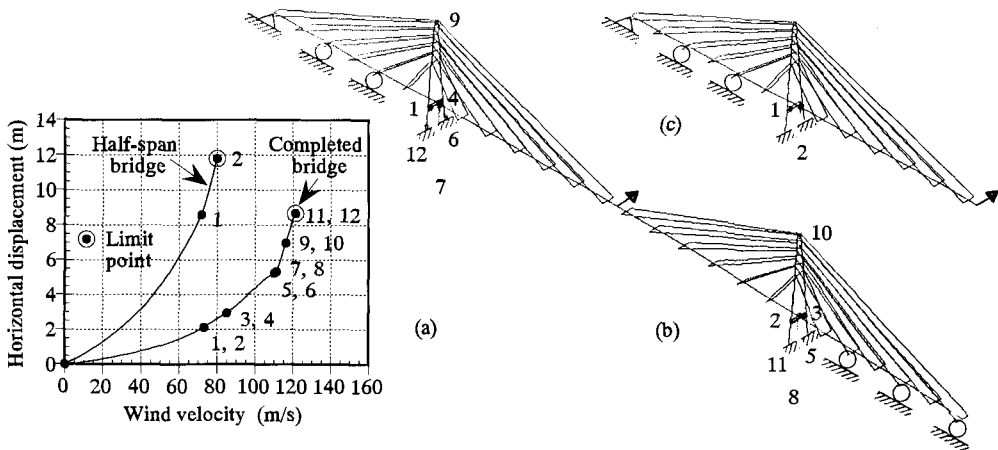 9
1
4
6
12
7
(a)
(c)
1
2
10
2
3
11
5
8
(b)
Horizontal displacement (m)
14
12
10
8
6
4
2
0
Half-span
bridge
Completed
bridge
2
1
11, 12
9, 10
7, 8
5, 6
3, 4
1, 2
Limit
point
0 20 40 60 80 100 120 140 160
Wind velocity (m/s)